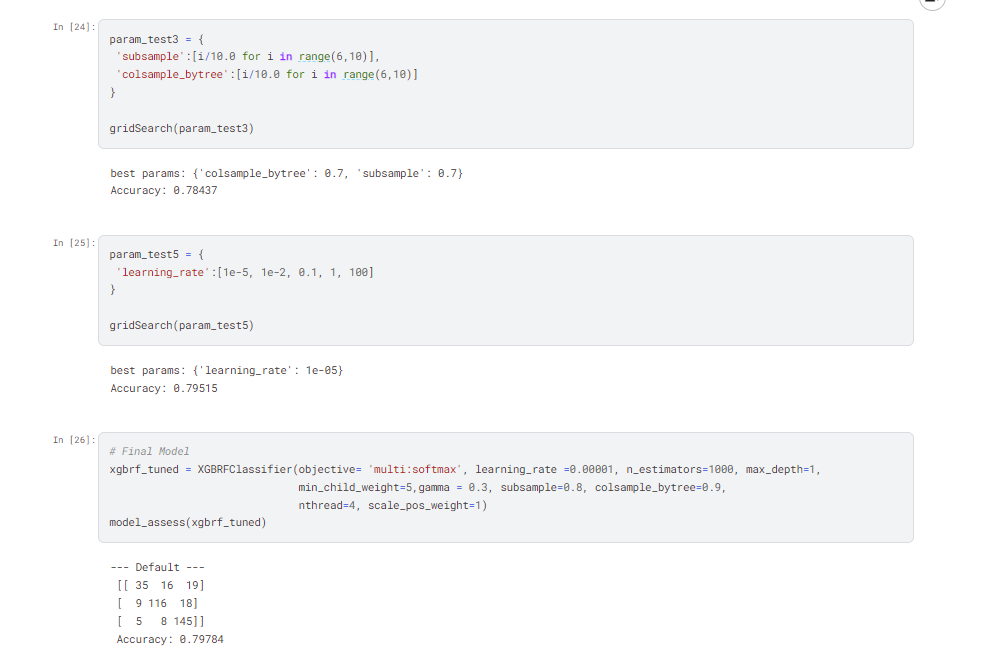 In [24]:
param_test3 = {
'subsample':[i/10.0 for i in range(6,10)],
'colsample_bytree':[i/10.0 for i in range(6,10)]
}
gridSearch(param_test3)
best params: {'colsample_bytree': 0.7, 'subsample': 0.7}
Accuracy: 0.78437
In [25]:
param_test5 = {
'learning_rate':[1e-5, 1e-2, 0.1, 1, 100]
}
gridSearch(param_test5)
best params: {'learning_rate': 1e-05}
Accuracy: 0.79515
In [26]:
# Final Model
xgbrf_tuned = XGBRFClassifier(objective= 'multi:softmax', learning_rate =0.00001, n_estimators=1000, max_depth=1,
min_child_weight=5,gamma = 0.3, subsample=0.8, colsample_bytree=0.9,
nthread=4, scale_pos_weight=1)
model_assess(xgbrf_tuned)
--- Default ---
[[ 35 16 19]
[ 9 116 18]
[ 5 8 145]]
Accuracy: 0.79784